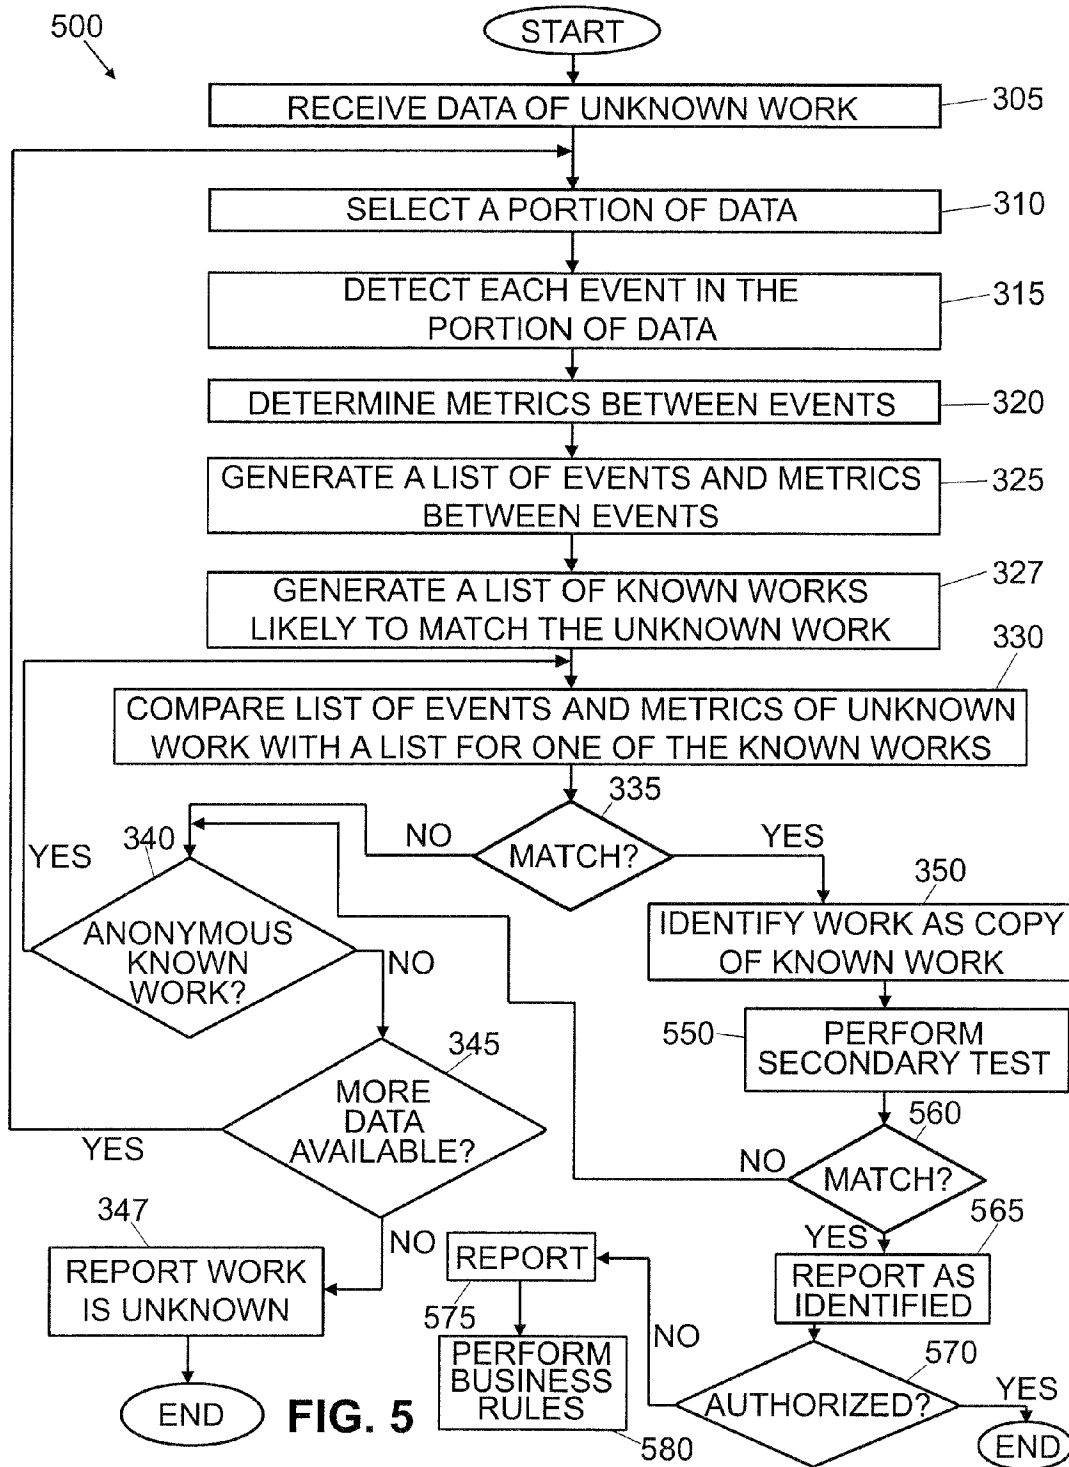 500
START
RECEIVE DATA OF UNKNOWN WORK
305
SELECT A PORTION OF DATA
310
DETECT EACH EVENT IN THE
PORTION OF DATA
315
DETERMINE METRICS BETWEEN EVENTS
320
GENERATE A LIST OF EVENTS AND METRICS
BETWEEN EVENTS
325
GENERATE A LIST OF KNOWN WORKS
LIKELY TO MATCH THE UNKNOWN WORK
327
330
COMPARE LIST OF EVENTS AND METRICS OF UNKNOWN
WORK WITH A LIST FOR ONE OF THE KNOWN WORKS
335
MATCH?
NO
YES
340
YES
ANONYMOUS
KNOWN
WORK?
NO
350
IDENTIFY WORK AS COPY
OF KNOWN WORK
550
PERFORM
SECONDARY TEST
345
MORE
DATA
AVAILABLE?
YES
NO
560
MATCH?
NO
YES
347
REPORT WORK
IS UNKNOWN
END
565
REPORT AS
IDENTIFIED
570
AUTHORIZED?
NO
YES
END
REPORT
575
PERFORM
BUSINESS
RULES
580
FIG. 5